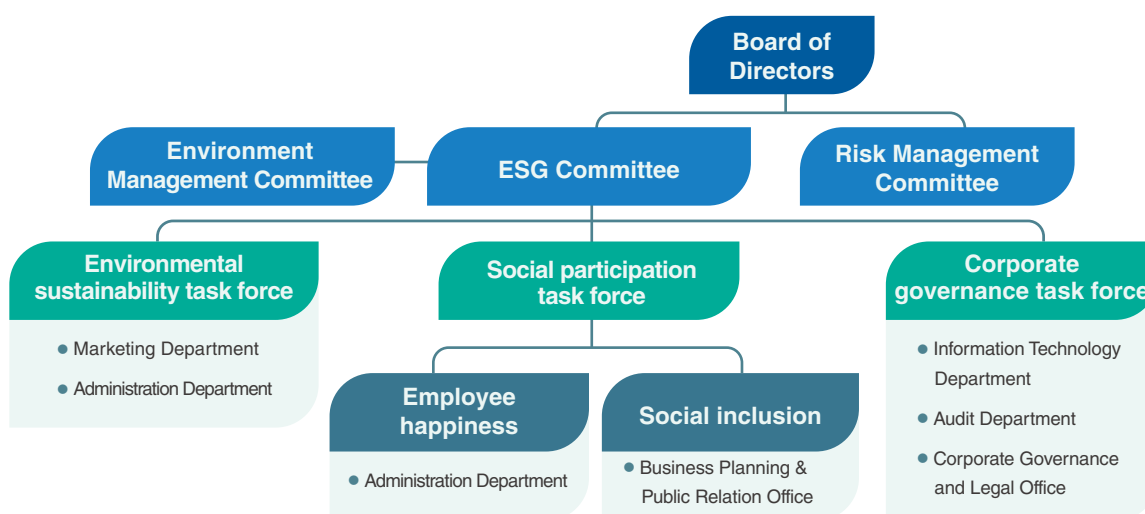 Board of
Directors
Environment
Management Committee
ESG Committee
Risk Management
Committee
Environmental
sustainability task force
• Marketing Department
• Administration Department
Social participation
task force
Employee
happiness
• Administration Department
Social inclusion
• Business Planning &
Public Relation Office
Corporate
governance task force
• Information Technology
Department
• Audit Department
• Corporate Governance
and Legal Office